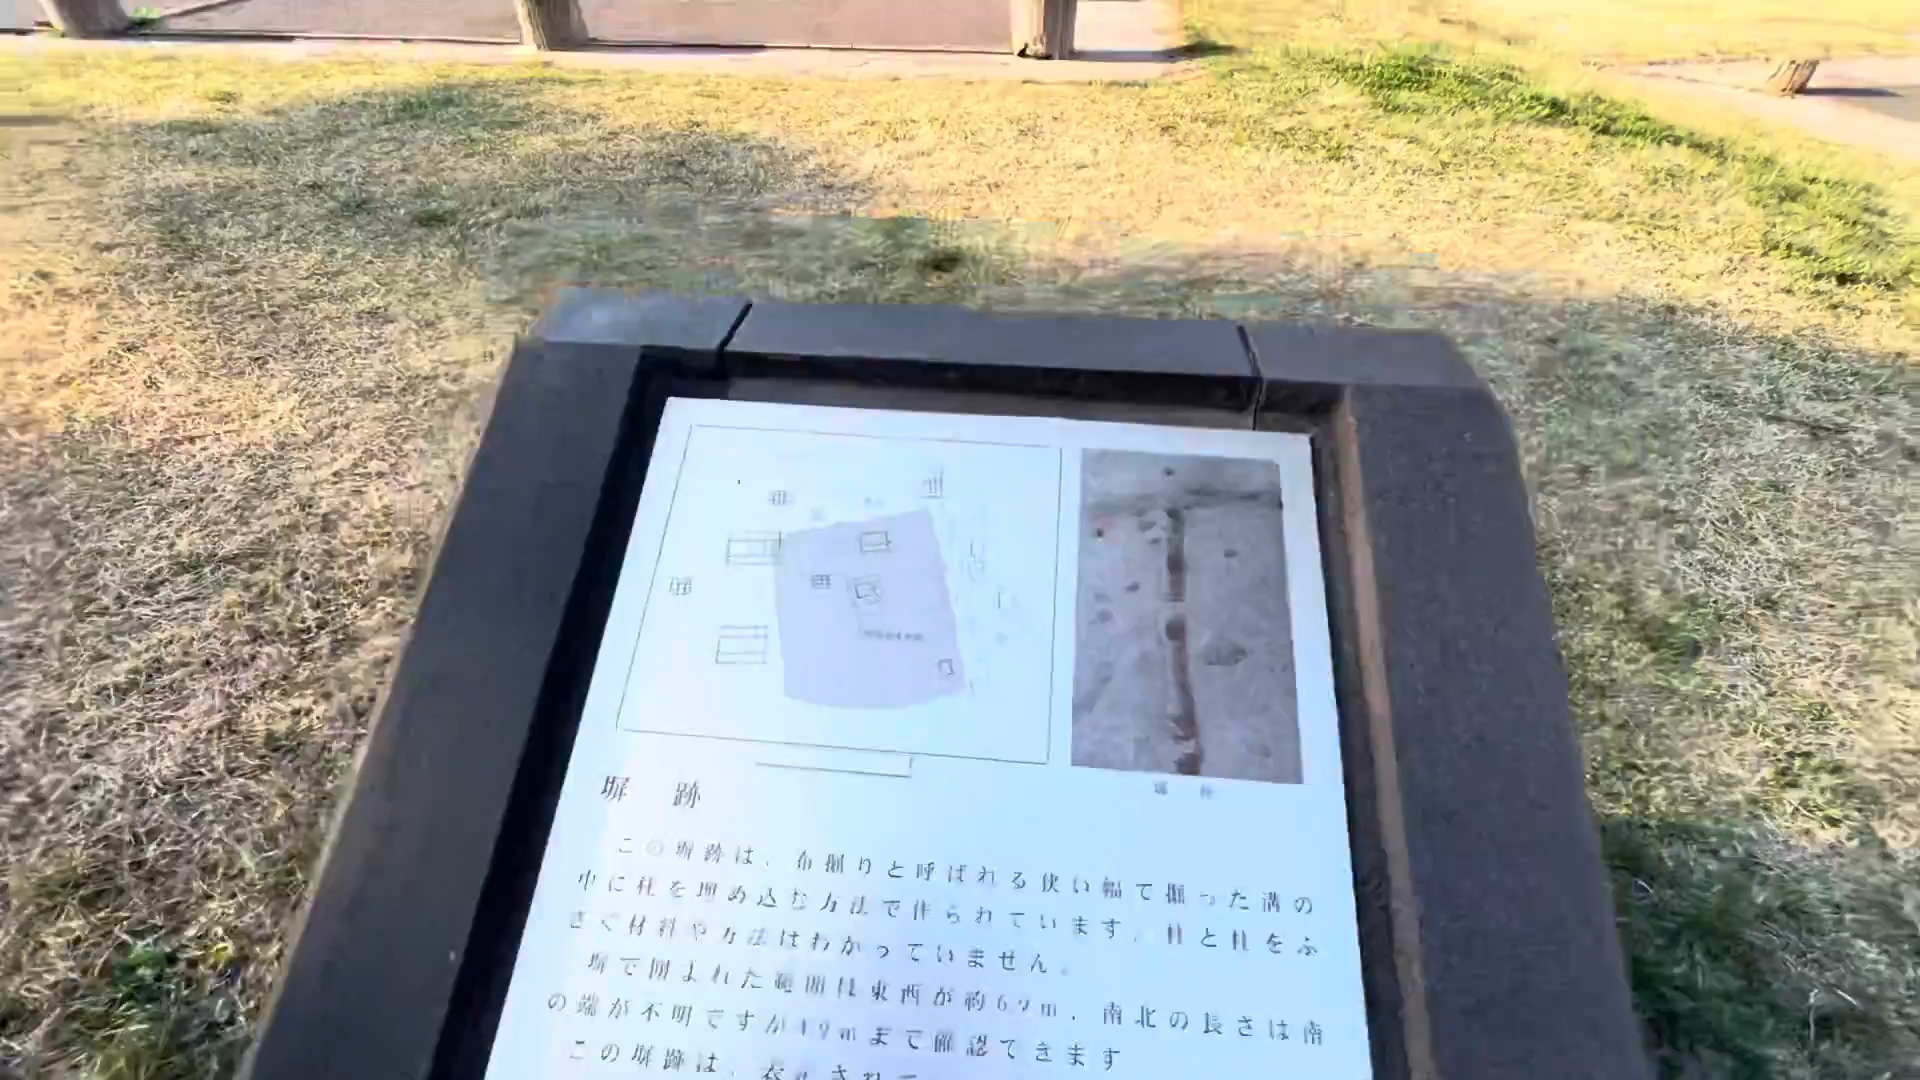 塀 跡
この塀跡は、布掘りと呼ばれる狭い幅で掘った溝の
中に柱を埋め込む方法で作られています。柱と柱をふ
さぐ材料や方法はわかっていません。
塀で囲まれた範囲は東西が約69m、南北の長さは南
の端が不明ですが49mまで確認できます
この塀跡は、